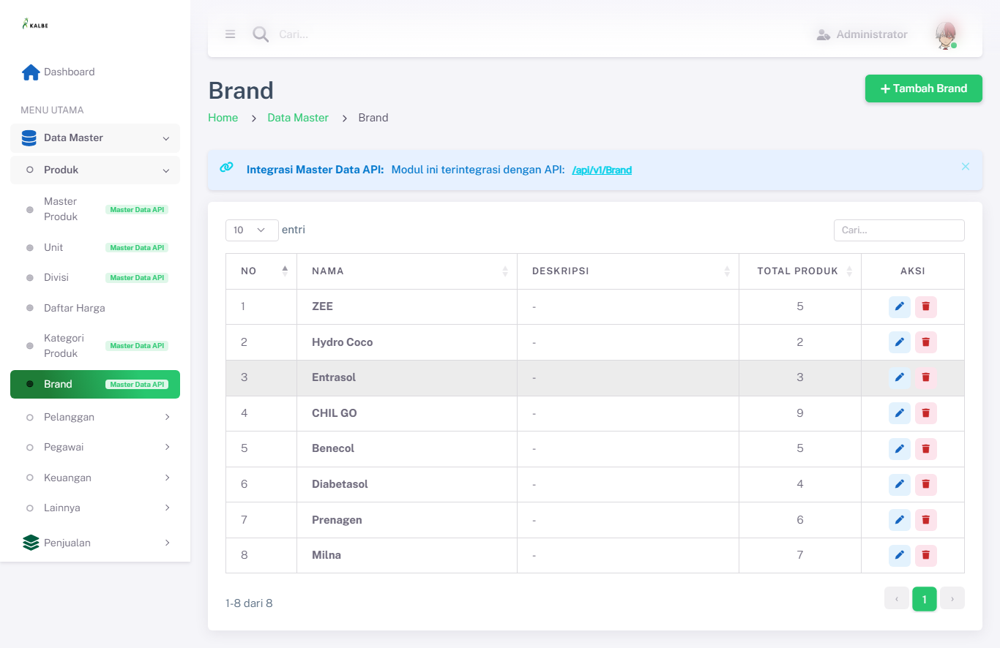 KALBE
Cari...
Administrator
Dashboard
MENU UTAMA
Data Master
Produk
Master Produk
Master Data API
Unit
Master Data API
Divisi
Master Data API
Daftar Harga
Kategori Produk
Master Data API
Brand
Master Data API
Pelanggan
Pegawai
Keuangan
Lainnya
Penjualan
Brand
+ Tambah Brand
Home > Data Master > Brand
Integrasi Master Data API: Modul ini terintegrasi dengan API: /api/v1/Brand
10 entri
Cari...
NO NAMA DESKRIPSI TOTAL PRODUK AKSI
1 ZEE - 5
2 Hydro Coco - 2
3 Entrasol - 3
4 CHIL GO - 9
5 Benecol - 5
6 Diabetasol - 4
7 Prenagen - 6
8 Milna - 7
1-8 dari 8
‹ 1 ›